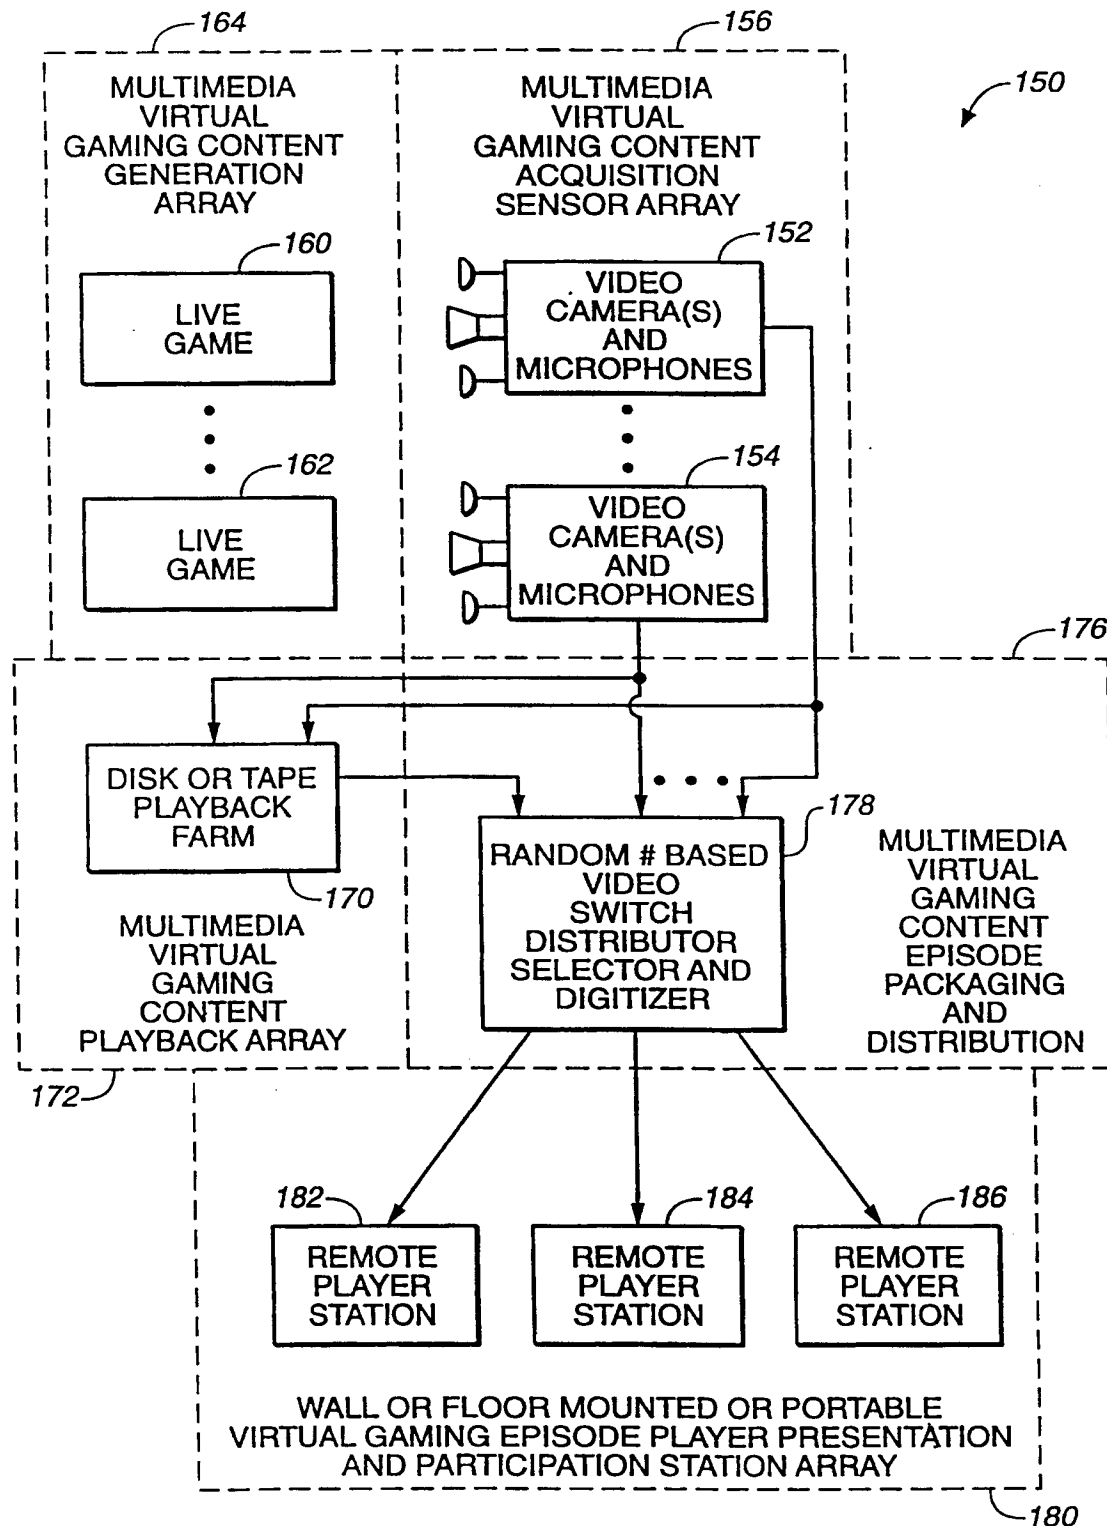 164
156
150
MULTIMEDIA
VIRTUAL
GAMING CONTENT
GENERATION
ARRAY
MULTIMEDIA
VIRTUAL
GAMING CONTENT
ACQUISITION
SENSOR ARRAY
160
LIVE
GAME
152
VIDEO
CAMERA(S)
AND
MICROPHONES
162
LIVE
GAME
154
VIDEO
CAMERA(S)
AND
MICROPHONES
176
DISK OR TAPE
PLAYBACK
FARM
170
MULTIMEDIA
VIRTUAL
GAMING
CONTENT
PLAYBACK ARRAY
172
178
RANDOM # BASED
VIDEO
SWITCH
DISTRIBUTOR
SELECTOR AND
DIGITIZER
MULTIMEDIA
VIRTUAL
GAMING
CONTENT
EPISODE
PACKAGING
AND
DISTRIBUTION
182
REMOTE
PLAYER
STATION
184
REMOTE
PLAYER
STATION
186
REMOTE
PLAYER
STATION
WALL OR FLOOR MOUNTED OR PORTABLE
VIRTUAL GAMING EPISODE PLAYER PRESENTATION
AND PARTICIPATION STATION ARRAY
180